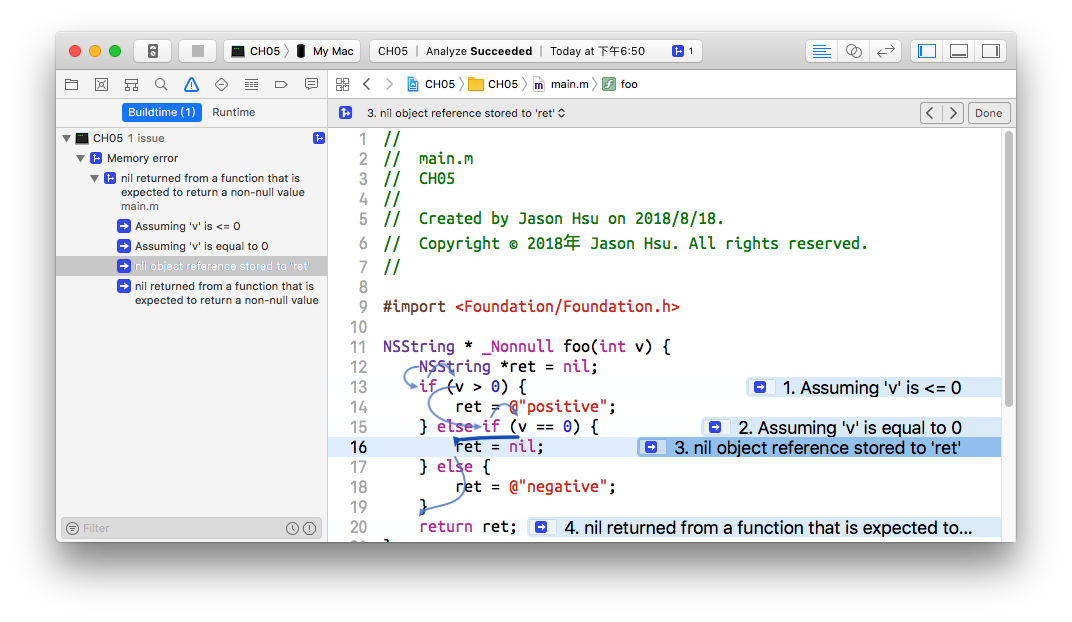 CH05 My Mac CH05 | Analyze Succeeded | Today at 下午6:50 1
CH05 CH05 main.m foo
Buildtime (1) Runtime
3. nil object reference stored to 'ret' Done
CH05 1 issue
Memory error
nil returned from a function that is
expected to return a non-null value
main.m
Assuming 'v' is <= 0
Assuming 'v' is equal to 0
nil object reference stored to 'ret'
nil returned from a function that is
expected to return a non-null value
Filter
1 //
2 //  main.m
3 //  CH05
4 //
5 //  Created by Jason Hsu on 2018/8/18.
6 //  Copyright © 2018年 Jason Hsu. All rights reserved.
7 //
8
9 #import <Foundation/Foundation.h>
10
11 NSString * _Nonnull foo(int v) {
12     NSString *ret = nil;
13     if (v > 0) { 1. Assuming 'v' is <= 0
14         ret = @"positive";
15     } else if (v == 0) { 2. Assuming 'v' is equal to 0
16         ret = nil; 3. nil object reference stored to 'ret'
17     } else {
18         ret = @"negative";
19     }
20     return ret; 4. nil returned from a function that is expected to...